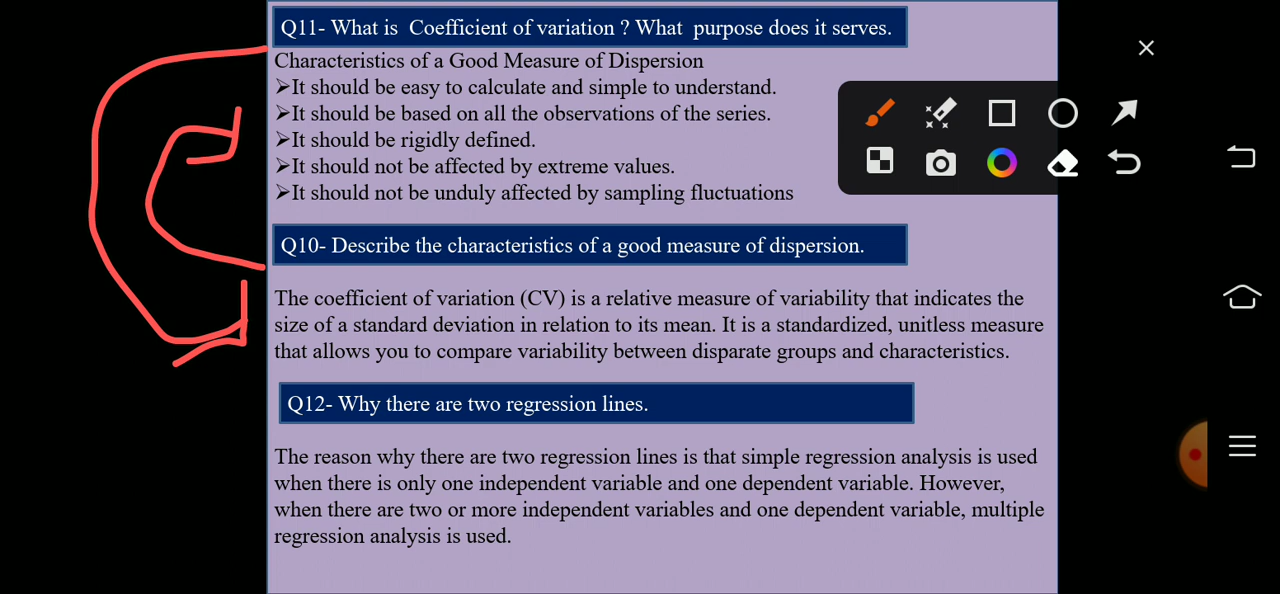 Q11- What is Coefficient of variation ? What purpose does it serves.
Characteristics of a Good Measure of Dispersion
➢It should be easy to calculate and simple to understand.
➢It should be based on all the observations of the series.
➢It should be rigidly defined.
➢It should not be affected by extreme values.
➢It should not be unduly affected by sampling fluctuations
Q10- Describe the characteristics of a good measure of dispersion.
The coefficient of variation (CV) is a relative measure of variability that indicates the
size of a standard deviation in relation to its mean. It is a standardized, unitless measure
that allows you to compare variability between disparate groups and characteristics.
Q12- Why there are two regression lines.
The reason why there are two regression lines is that simple regression analysis is used
when there is only one independent variable and one dependent variable. However,
when there are two or more independent variables and one dependent variable, multiple
regression analysis is used.